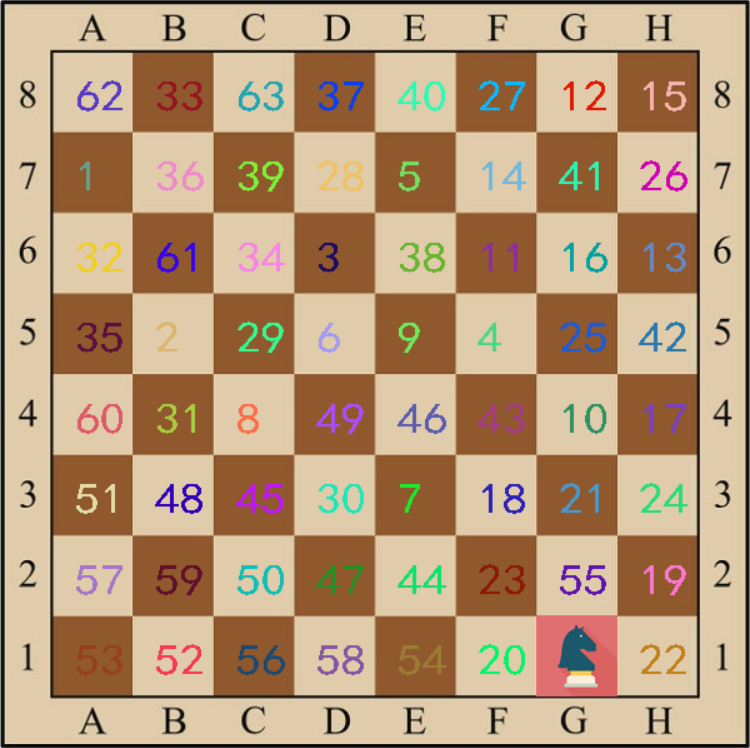 A B C D E F G H
8 62 33 63 37 40 27 12 15 8
7 1 36 39 28 5 14 41 26 7
6 32 61 34 3 38 11 16 13 6
5 35 2 29 6 9 4 25 42 5
4 60 31 8 49 46 43 10 17 4
3 51 48 45 30 7 18 21 24 3
2 57 59 50 47 44 23 55 19 2
1 53 52 56 58 54 20 22 1
A B C D E F G H